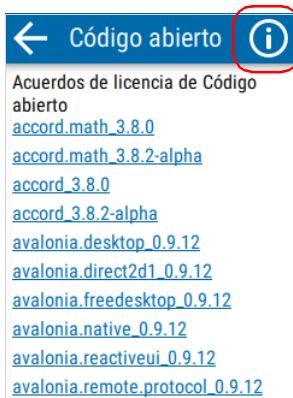 Código abierto
Acuerdos de licencia de Código
abierto
accord.math_3.8.0
accord.math_3.8.2-alpha
accord_3.8.0
accord_3.8.2-alpha
avalonia.desktop_0.9.12
avalonia.direct2d1_0.9.12
avalonia.freedesktop_0.9.12
avalonia.native_0.9.12
avalonia.reactiveui_0.9.12
avalonia.remote.protocol_0.9.12